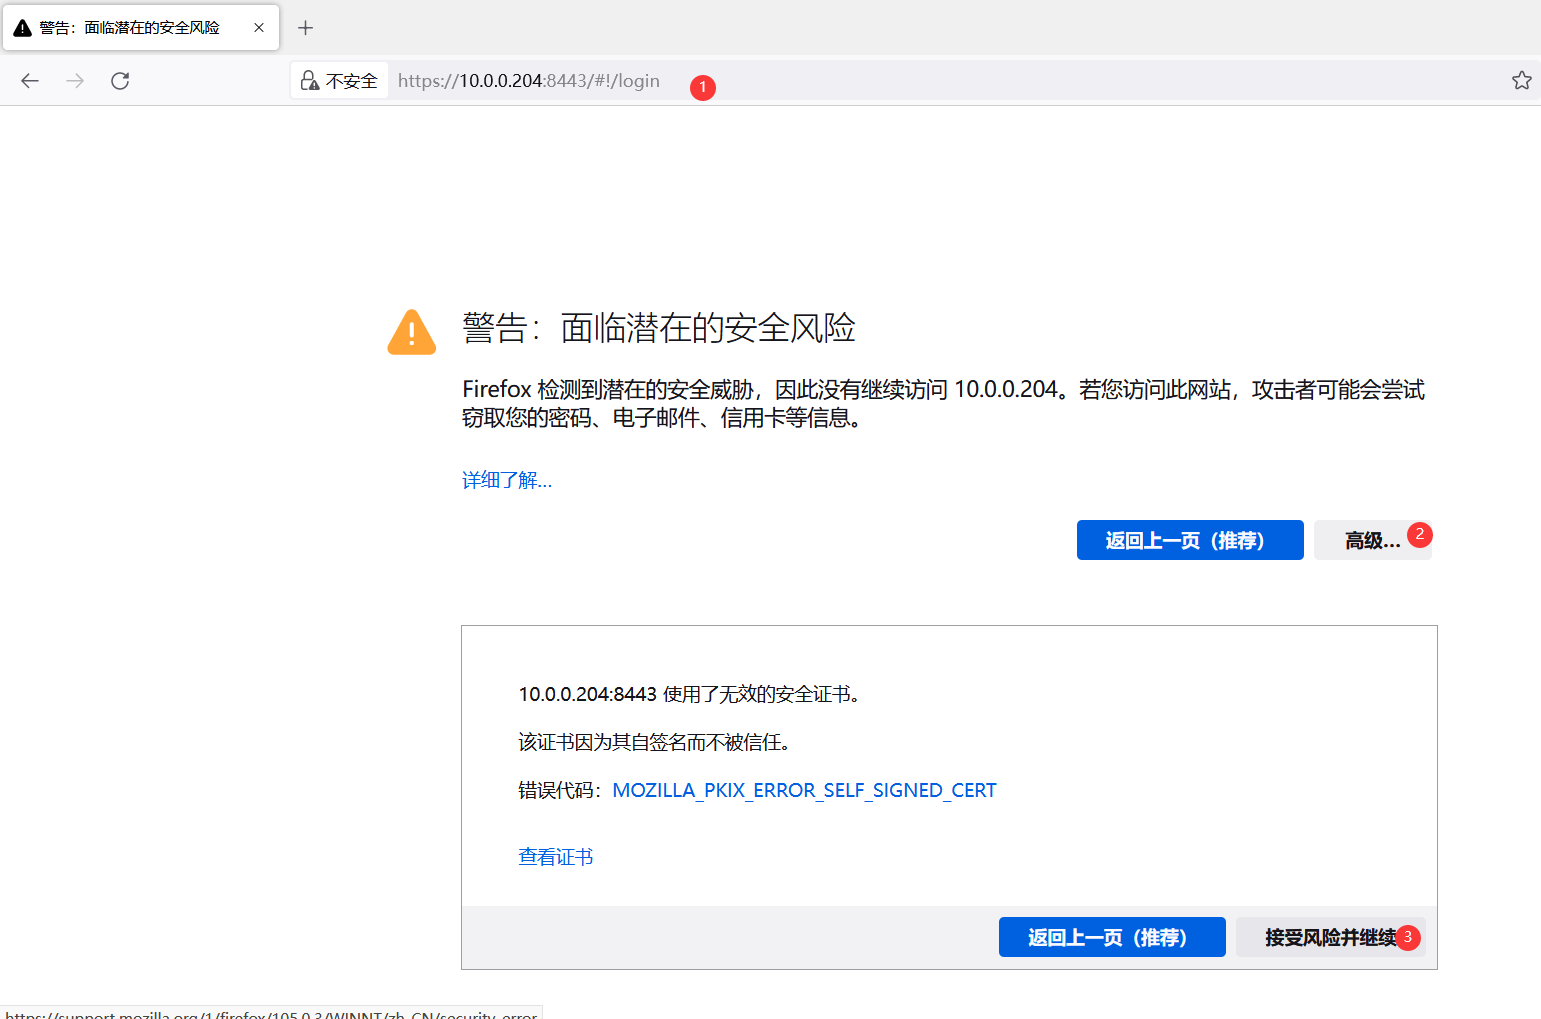 警告：面临潜在的安全风险
不安全 https://10.0.0.204:8443/#!/login 1
警告：面临潜在的安全风险
Firefox 检测到潜在的安全威胁，因此没有继续访问 10.0.0.204。若您访问此网站，攻击者可能会尝试
窃取您的密码、电子邮件、信用卡等信息。
详细了解...
返回上一页（推荐） 高级... 2
10.0.0.204:8443 使用了无效的安全证书。
该证书因为其自签名而不被信任。
错误代码：MOZILLA_PKIX_ERROR_SELF_SIGNED_CERT
查看证书
返回上一页（推荐） 接受风险并继续 3
https://support.mozilla.org/1/firefox/105.0.3/WINNT/zh-CN/security-error